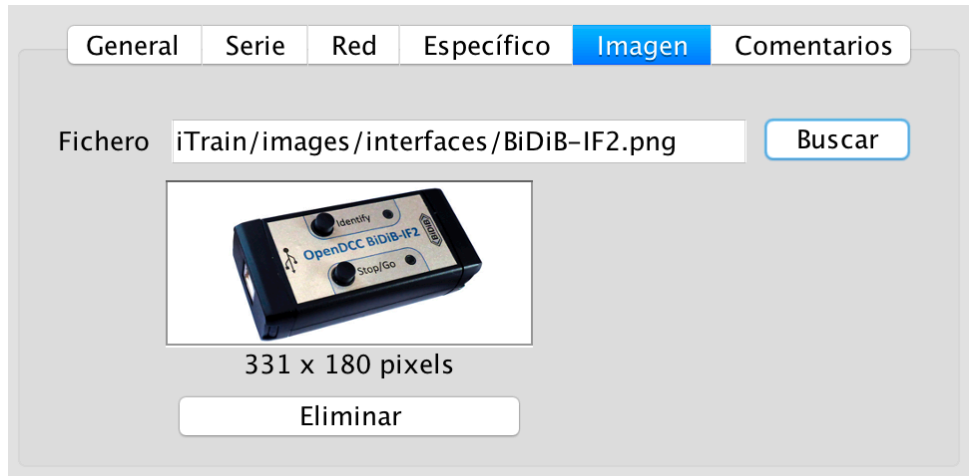 General Serie Red Específico Imagen Comentarios
Fichero iTrain/images/interfaces/BiDiB-IF2.png Buscar
Identify
OpenDCC BiDiB-IF2
BiDiB
Stop/Go
331 x 180 pixels
Eliminar